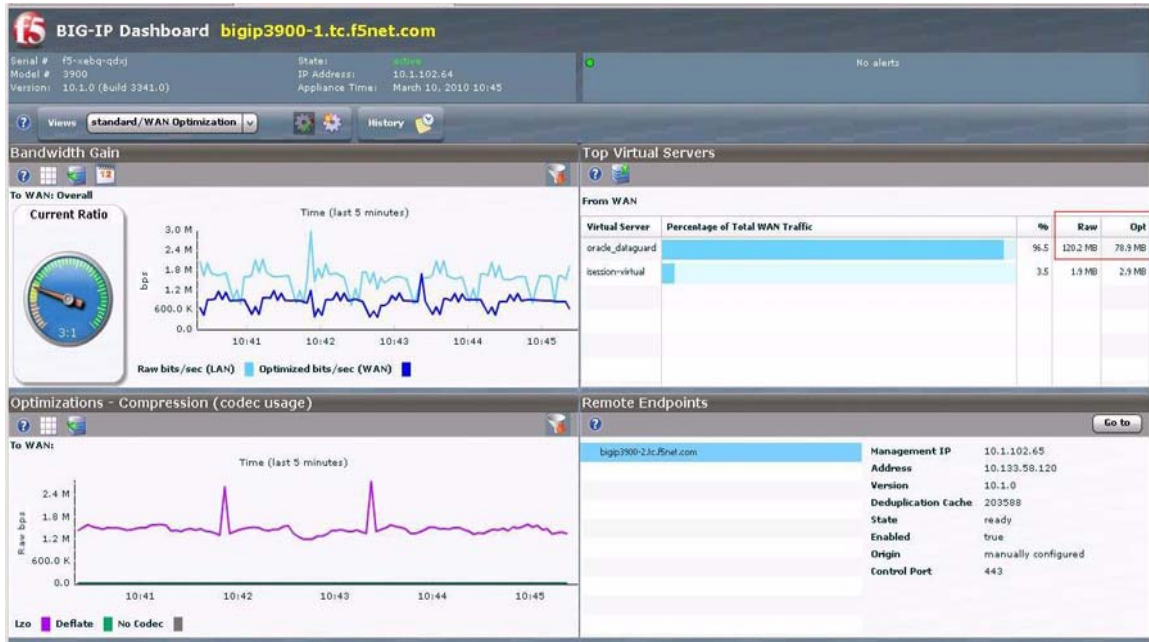 f5 BIG-IP Dashboard bigip3900-1.tc.f5net.com
Serial # f5-xebq-qdxj
Model # 3900
Version: 10.1.0 (Build 3341.0)
State: active
IP Address: 10.1.102.64
Appliance Time: March 10, 2010 10:45
No alerts
? Views standard/WAN Optimization History
Bandwidth Gain
? 12
To WAN: Overall
Current Ratio
3:1
Time (last 5 minutes)
bps
3.0 M
2.4 M
1.8 M
1.2 M
600.0 K
0.0
10:41 10:42 10:43 10:44 10:45
Raw bits/sec (LAN) Optimized bits/sec (WAN)
Top Virtual Servers
?
From WAN
Virtual Server Percentage of Total WAN Traffic % Raw Opt
oracle_dataguard 96.5 120.2 MB 78.9 MB
isession-virtual 3.5 1.9 MB 2.9 MB
Optimizations - Compression (codec usage)
?
To WAN:
Time (last 5 minutes)
Raw bps
2.4 M
1.8 M
1.2 M
600.0 K
0.0
10:41 10:42 10:43 10:44 10:45
Lzo Deflate No Codec
Remote Endpoints
? Go to
bigip3900-2.tc.f5net.com
Management IP 10.1.102.65
Address 10.133.58.120
Version 10.1.0
Deduplication Cache 203588
State ready
Enabled true
Origin manually configured
Control Port 443